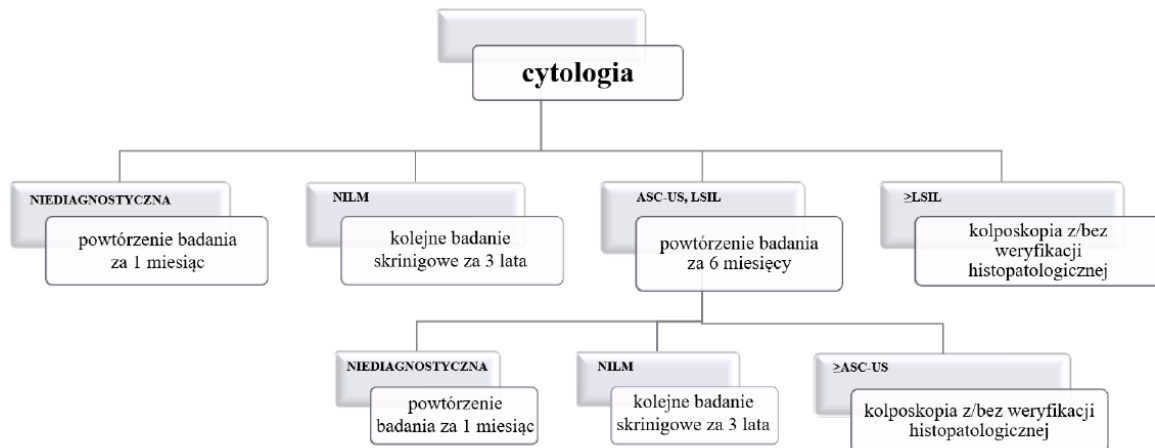 cytologia
NIEDIAGNOSTYCZNA
powtórzenie badania
za 1 miesiąc
NILM
kolejne badanie
skrinigowe za 3 lata
ASC-US, LSIL
powtórzenie badania
za 6 miesięcy
≥LSIL
kolposkopia z/bez
weryfikacji
histopatologicznej
NIEDIAGNOSTYCZNA
powtórzenie
badania za 1 miesiąc
NILM
kolejne badanie
skrinigowe za 3 lata
≥ASC-US
kolposkopia z/bez weryfikacji
histopatologicznej